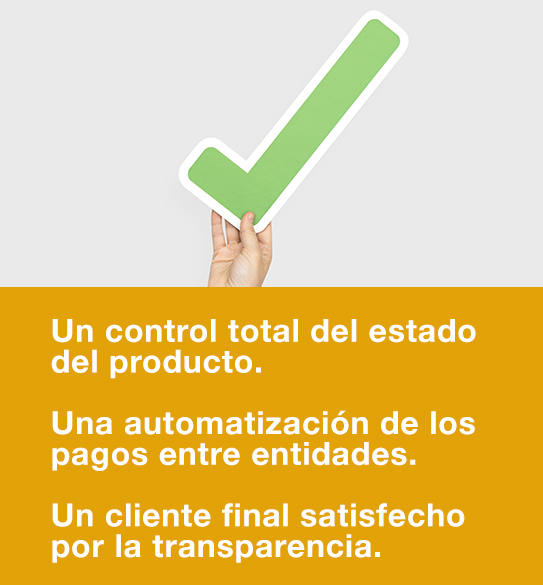 Un control total del estado
del producto.
Una automatización de los
pagos entre entidades.
Un cliente final satisfecho
por la transparencia.